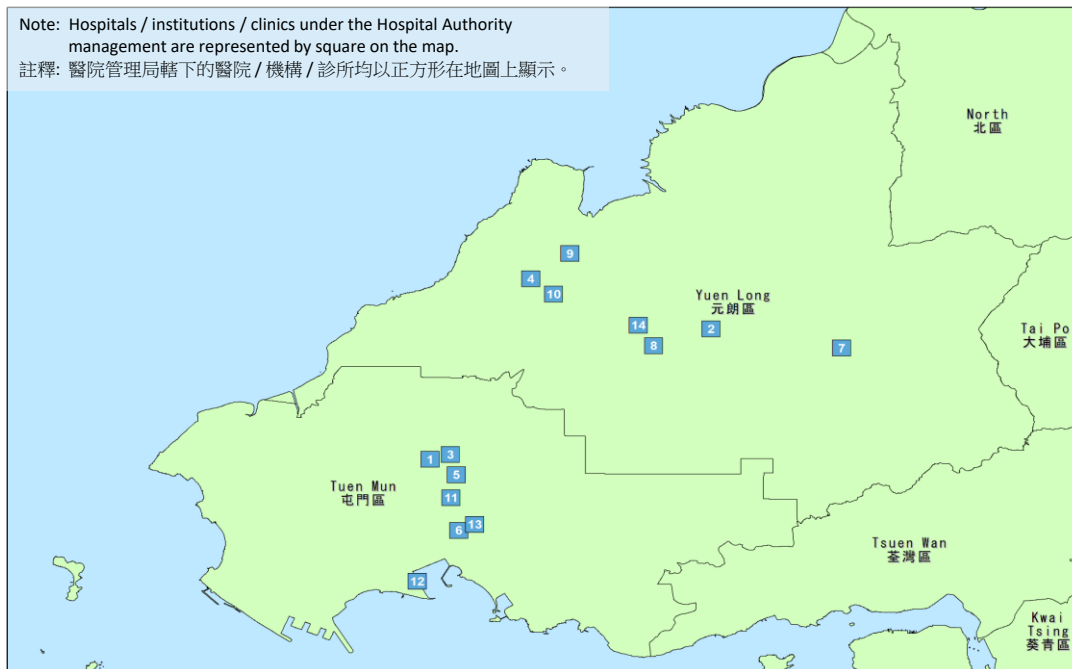 Note: Hospitals / institutions / clinics under the Hospital Authority
management are represented by square on the map.
註釋: 醫院管理局轄下的醫院 / 機構 / 診所均以正方形在地圖上顯示。
North
北區
9
4
10
Yuen Long
元朗區
14
2
8
7
Tai Po
大埔區
3
1
5
Tuen Mun
屯門區
11
13
6
Tsuen Wan
荃灣區
12
Kwai
Tsing
葵青區